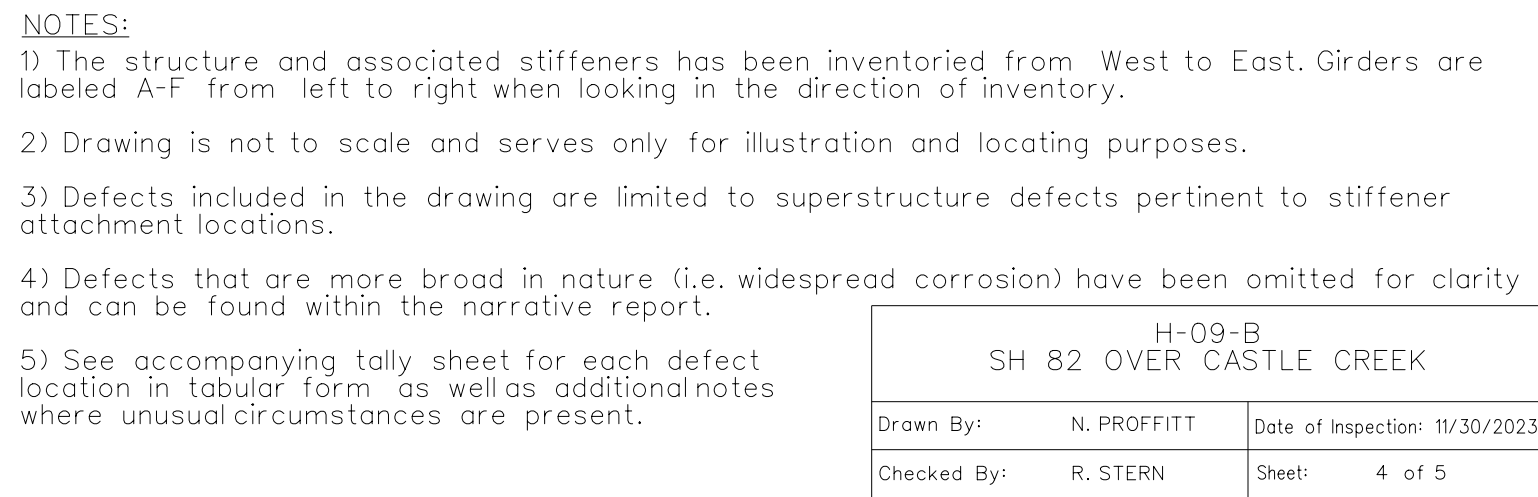 NOTES:
1) The structure and associated stiffeners has been inventoried from West to East. Girders are
labeled A-F from left to right when looking in the direction of inventory.
2) Drawing is not to scale and serves only for illustration and locating purposes.
3) Defects included in the drawing are limited to superstructure defects pertinent to stiffener
attachment locations.
4) Defects that are more broad in nature (i.e. widespread corrosion) have been omitted for clarity
and can be found within the narrative report.
5) See accompanying tally sheet for each defect
location in tabular form as well as additional notes
where unusual circumstances are present.
H-09-B
SH 82 OVER CASTLE CREEK
Drawn By: N. PROFFITT Date of Inspection: 11/30/2023
Checked By: R. STERN Sheet: 4 of 5